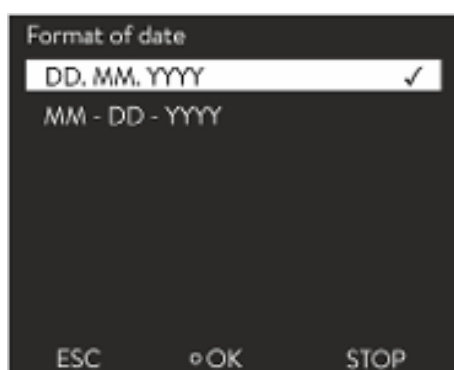 Format of date
DD. MM. YYYY ✓
MM - DD - YYYY
ESC OK STOP